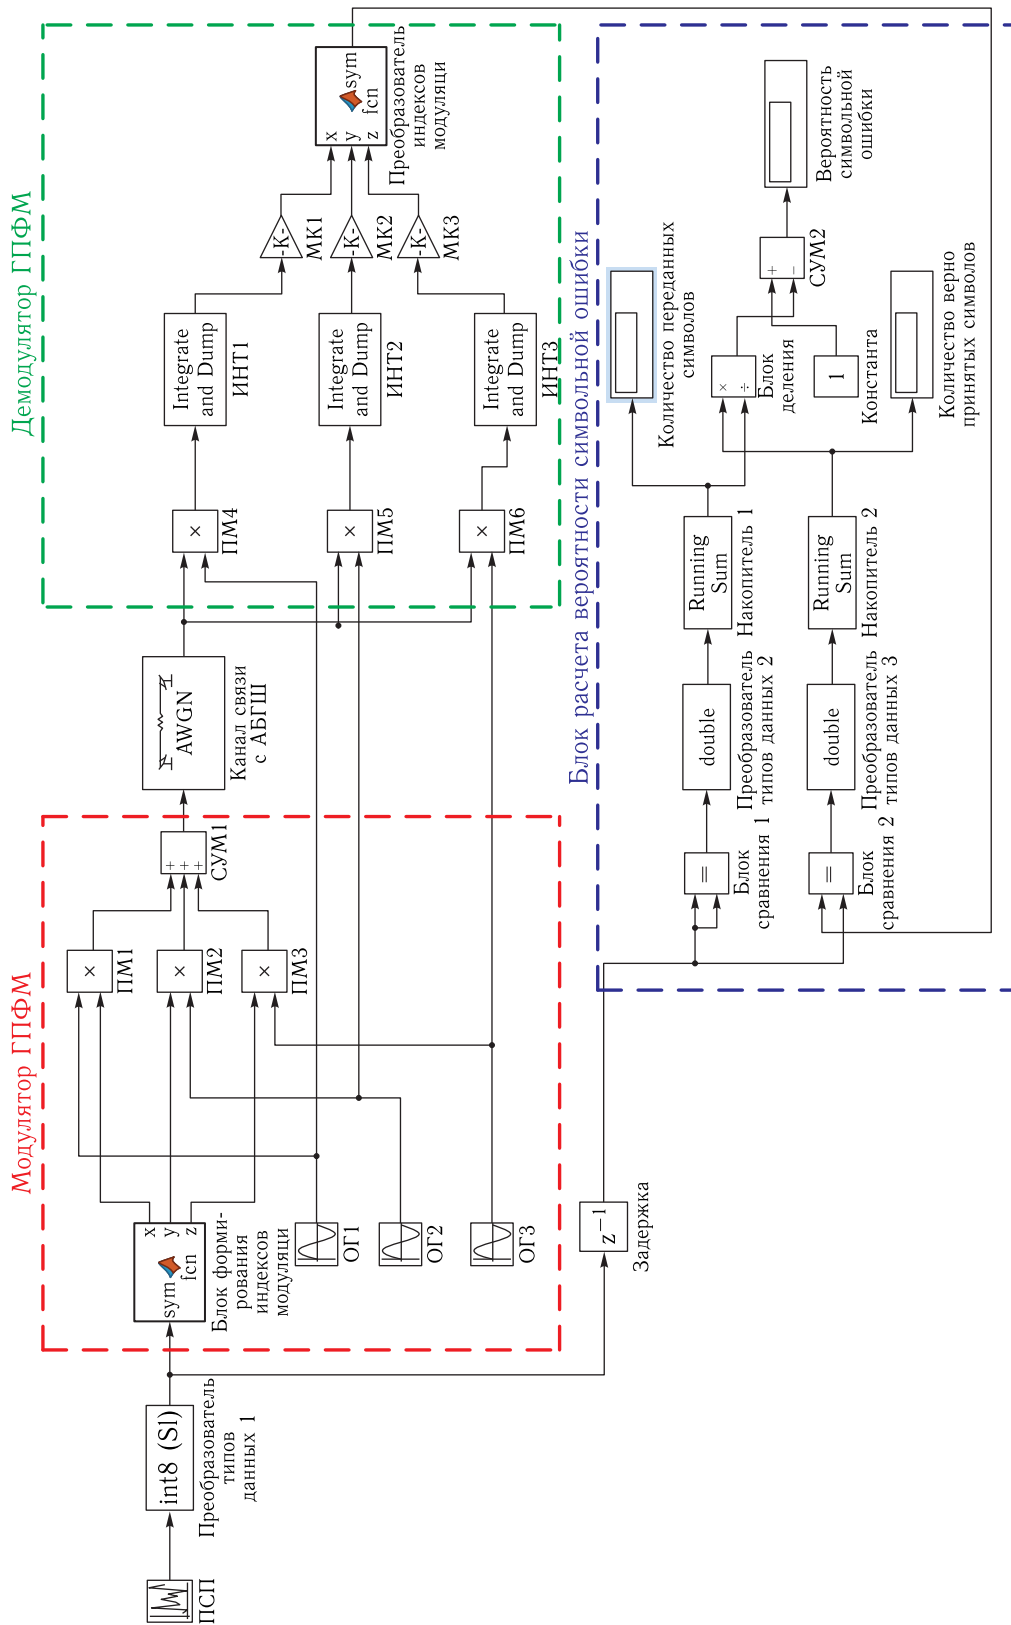 ПСП
int8 (Sl)
Преобразователь
типов
данных 1
Модулятор ГПФМ
sym
fcn
x
y
z
Блок форми-
рования
индексов
модуляци
ОГ1
ОГ2
ОГ3
×
ПМ1
×
ПМ2
×
ПМ3
+
+
+
СУМ1
AWGN
Канал связи
с АБГШ
Демодулятор ГПФМ
×
ПМ4
×
ПМ5
×
ПМ6
Integrate
and Dump
ИНТ1
Integrate
and Dump
ИНТ2
Integrate
and Dump
ИНТ3
-K-
МК1
-K-
МК2
-K-
МК3
x
y
z
sym
fcn
Преобразователь
индексов
модуляци
z−1
Задержка
Блок расчета вероятности символьной ошибки
=
Блок
сравнения 1
=
Блок
сравнения 2
double
Преобразователь
типов данных 2
double
Преобразователь
типов данных 3
Running
Sum
Накопитель 1
Running
Sum
Накопитель 2
Количество переданных
символов
×
÷
Блок
деления
1
Константа
Количество верно
принятых символов
+
−
СУМ2
Вероятность
символьной
ошибки